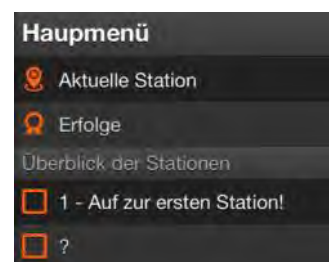 Haupmenü
Aktuelle Station
Erfolge
Überblick der Stationen
1 - Auf zur ersten Station!
?